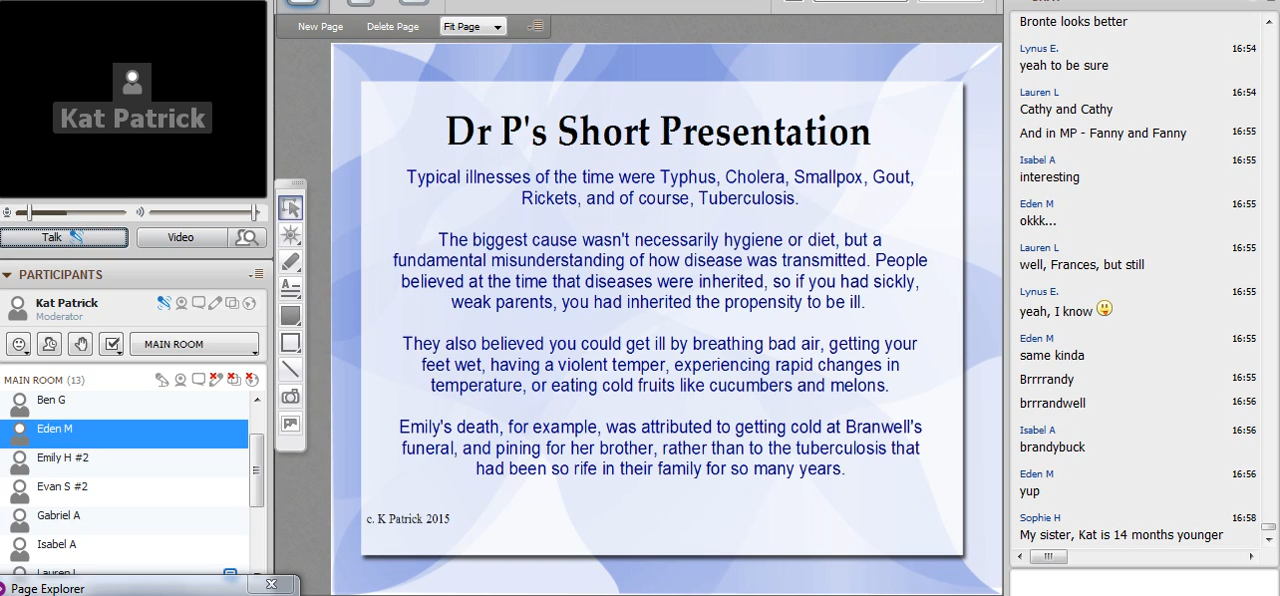 Kat Patrick
Talk
Video
PARTICIPANTS
Kat Patrick
Moderator
MAIN ROOM
MAIN ROOM (13)
Ben G
Eden M
Emily H #2
Evan S #2
Gabriel A
Isabel A
Lauren L
Page Explorer
New Page
Delete Page
Fit Page
Dr P's Short Presentation
Typical illnesses of the time were Typhus, Cholera, Smallpox, Gout,
Rickets, and of course, Tuberculosis.
The biggest cause wasn't necessarily hygiene or diet, but a
fundamental misunderstanding of how disease was transmitted. People
believed at the time that diseases were inherited, so if you had sickly,
weak parents, you had inherited the propensity to be ill.
They also believed you could get ill by breathing bad air, getting your
feet wet, having a violent temper, experiencing rapid changes in
temperature, or eating cold fruits like cucumbers and melons.
Emily's death, for example, was attributed to getting cold at Branwell's
funeral, and pining for her brother, rather than to the tuberculosis that
had been so rife in their family for so many years.
c. K Patrick 2015
Bronte looks better
Lynus E. 16:54
yeah to be sure
Lauren L 16:54
Cathy and Cathy
And in MP - Fanny and Fanny 16:55
Isabel A 16:55
interesting
Eden M 16:55
okkk...
Lauren L 16:55
well, Frances, but still
Lynus E. 16:55
yeah, I know
Eden M 16:55
same kinda
Brrrrandy 16:55
brrrandwell 16:56
Isabel A 16:56
brandybuck
Eden M 16:56
yup
Sophie H 16:58
My sister, Kat is 14 months younger